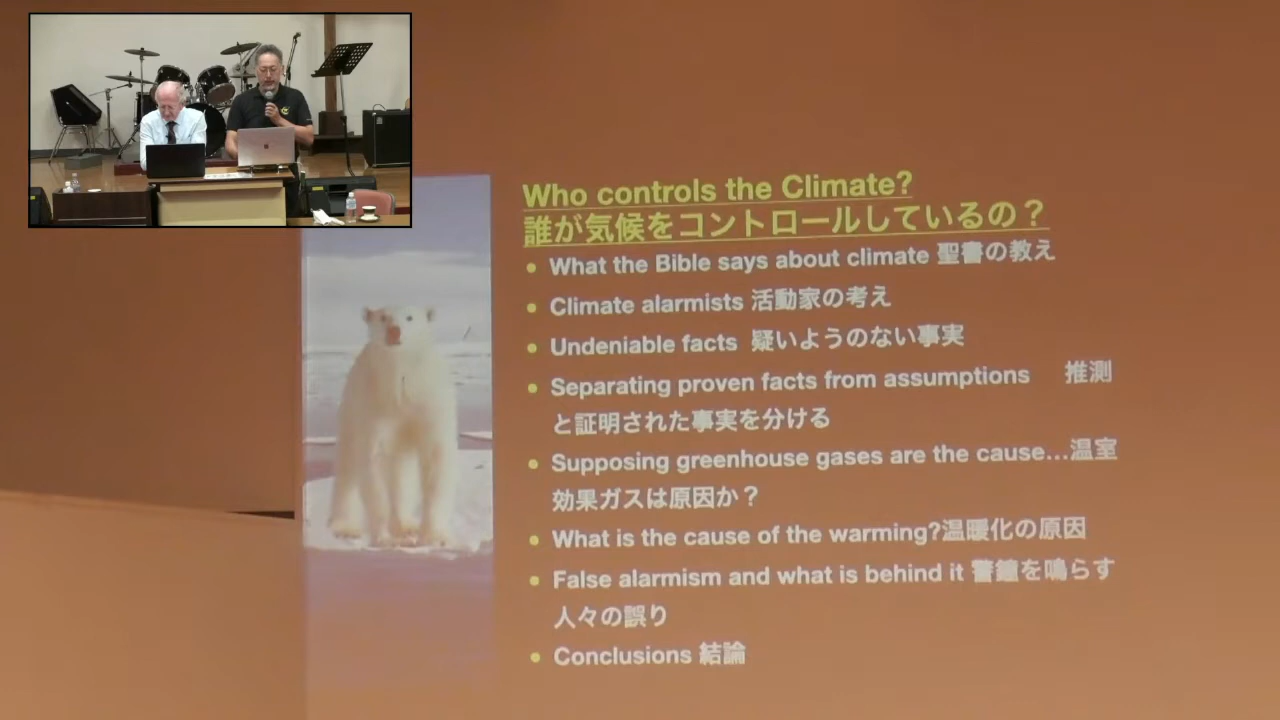 Who controls the Climate?
誰が気候をコントロールしているの？
• What the Bible says about climate 聖書の教え
• Climate alarmists 活動家の考え
• Undeniable facts 疑いようのない事実
• Separating proven facts from assumptions 推測
と証明された事実を分ける
• Supposing greenhouse gases are the cause...温室
効果ガスは原因か？
• What is the cause of the warming?温暖化の原因
• False alarmism and what is behind it 警鐘を鳴らす
人々の誤り
• Conclusions 結論